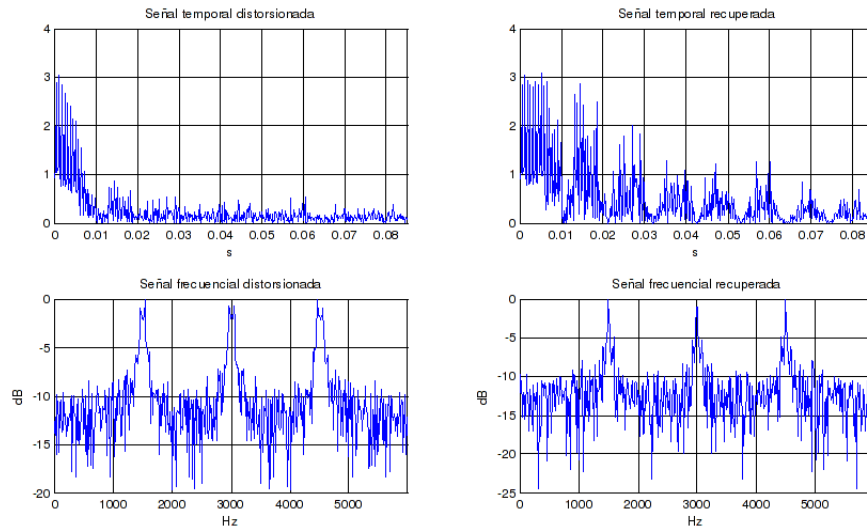 Señal temporal distorsionada
4
3
2
1
0
0 0.01 0.02 0.03 0.04 0.05 0.06 0.07 0.08
s
Señal temporal recuperada
4
3
2
1
0
0 0.01 0.02 0.03 0.04 0.05 0.06 0.07 0.08
s
Señal frecuencial distorsionada
0
-5
-10
-15
-20
dB
0 1000 2000 3000 4000 5000
Hz
Señal frecuencial recuperada
0
-5
-10
-15
-20
-25
dB
0 1000 2000 3000 4000 5000
Hz